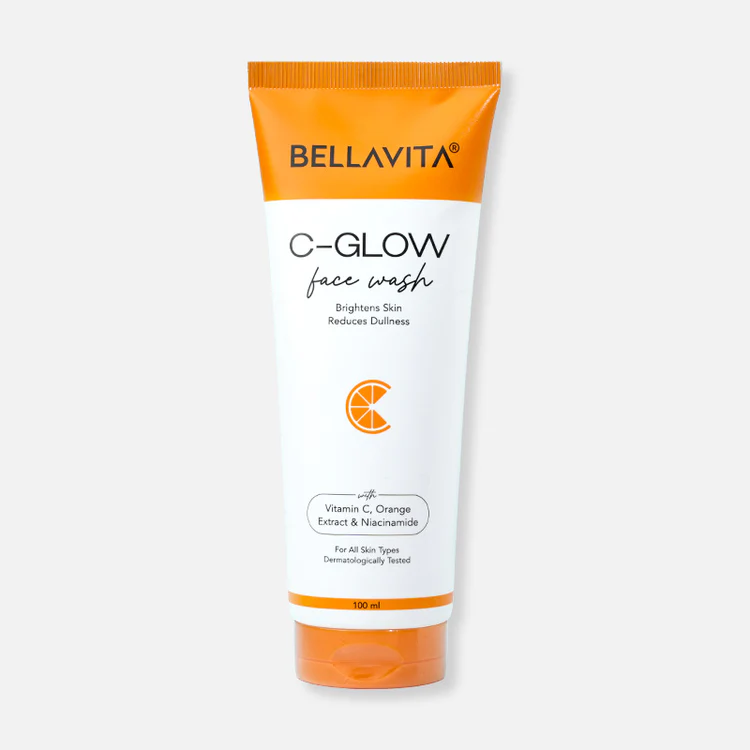 BELLAVITA®
C-GLOW
face wash
Brightens Skin
Reduces Dullness
with
Vitamin C, Orange
Extract & Niacinamide
For All Skin Types
Dermatologically Tested
100 ml